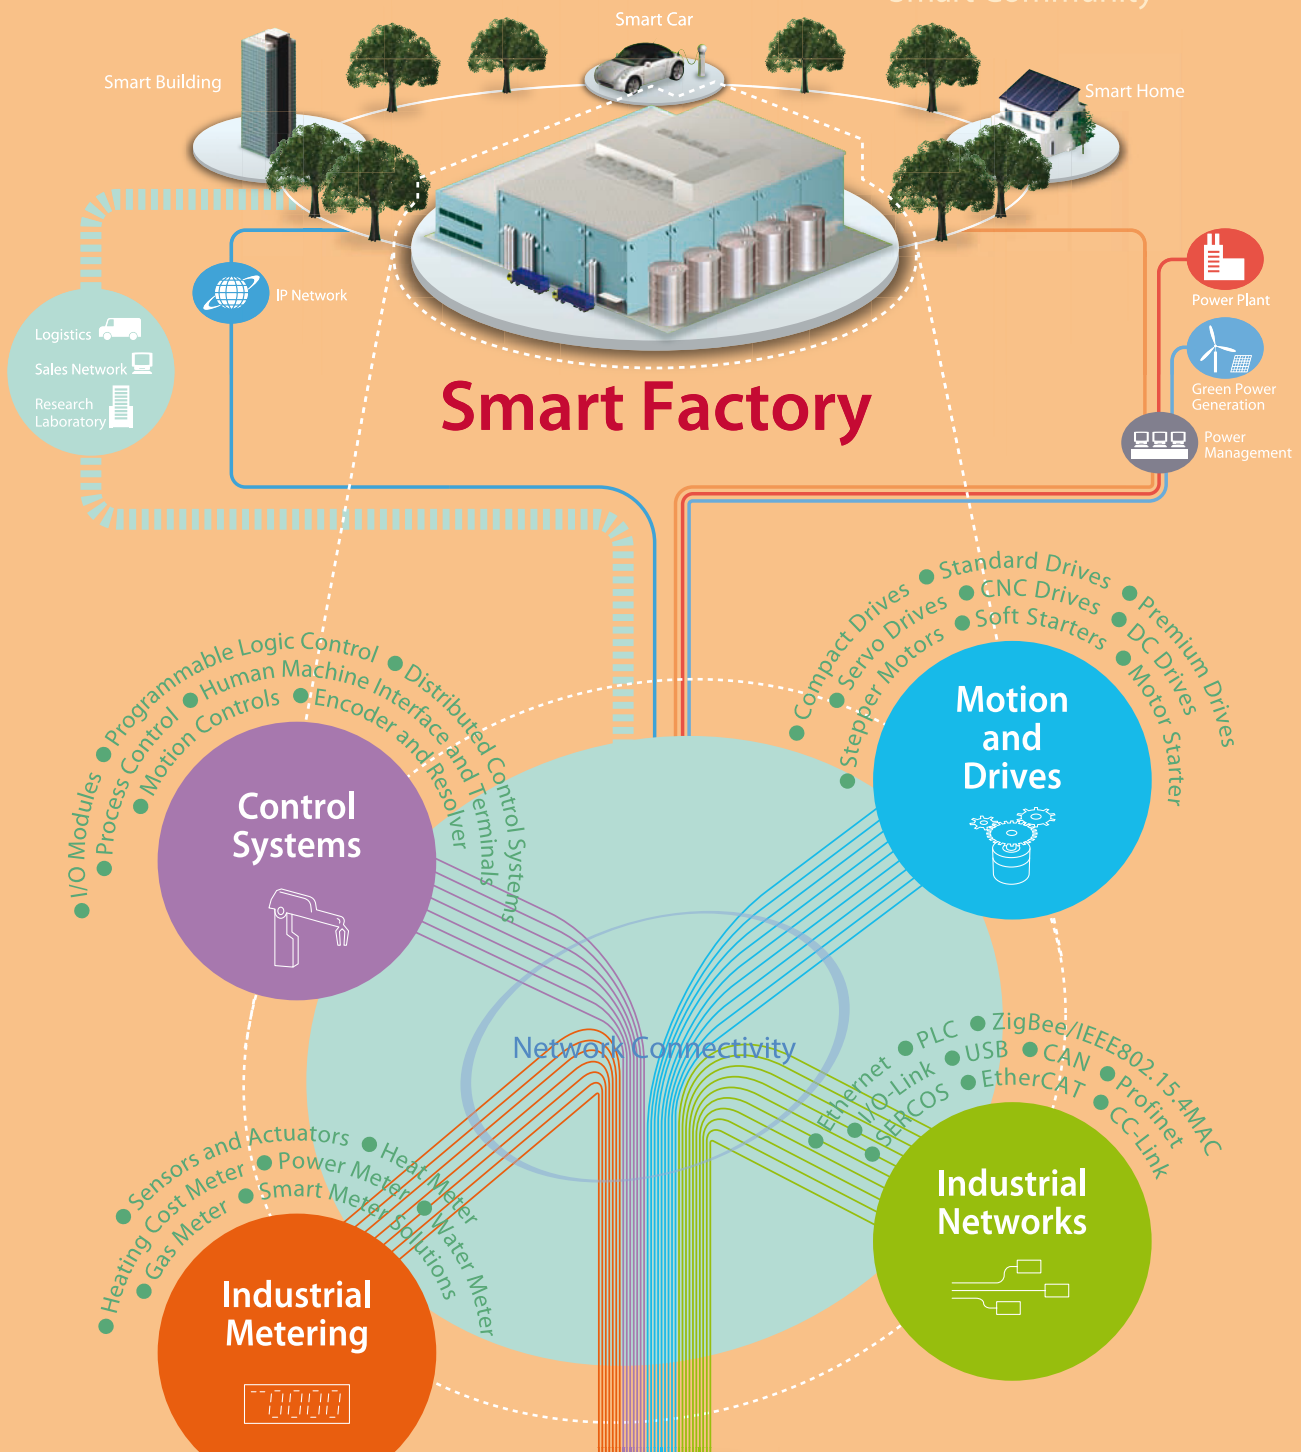 Smart Community
Smart Car
Smart Building
Smart Home
IP Network
Power Plant
Logistics
Sales Network
Research
Laboratory
Green Power
Generation
Power
Management
Smart Factory
● Compact Drives ● Standard Drives ● Premium Drives
● Servo Drives ● CNC Drives ● DC Drives
● Stepper Motors ● Soft Starters ● Motor Starter
Motion
and
Drives
● I/O Modules ● Programmable Logic Control ● Distributed Control Systems
● Process Control ● Human Machine Interface and Terminals
● Motion Controls ● Encoder and Resolver
Control
Systems
Network Connectivity
● Ethernet ● PLC ● ZigBee/IEEE802.15.4MAC
● I/O-Link ● USB ● CAN ● Profinet
● SERCOS ● EtherCAT ● CC-Link
Industrial
Networks
● Sensors and Actuators ● Heat Meter
● Heating Cost Meter ● Power Meter ● Water Meter
● Gas Meter ● Smart Meter Solutions
Industrial
Metering